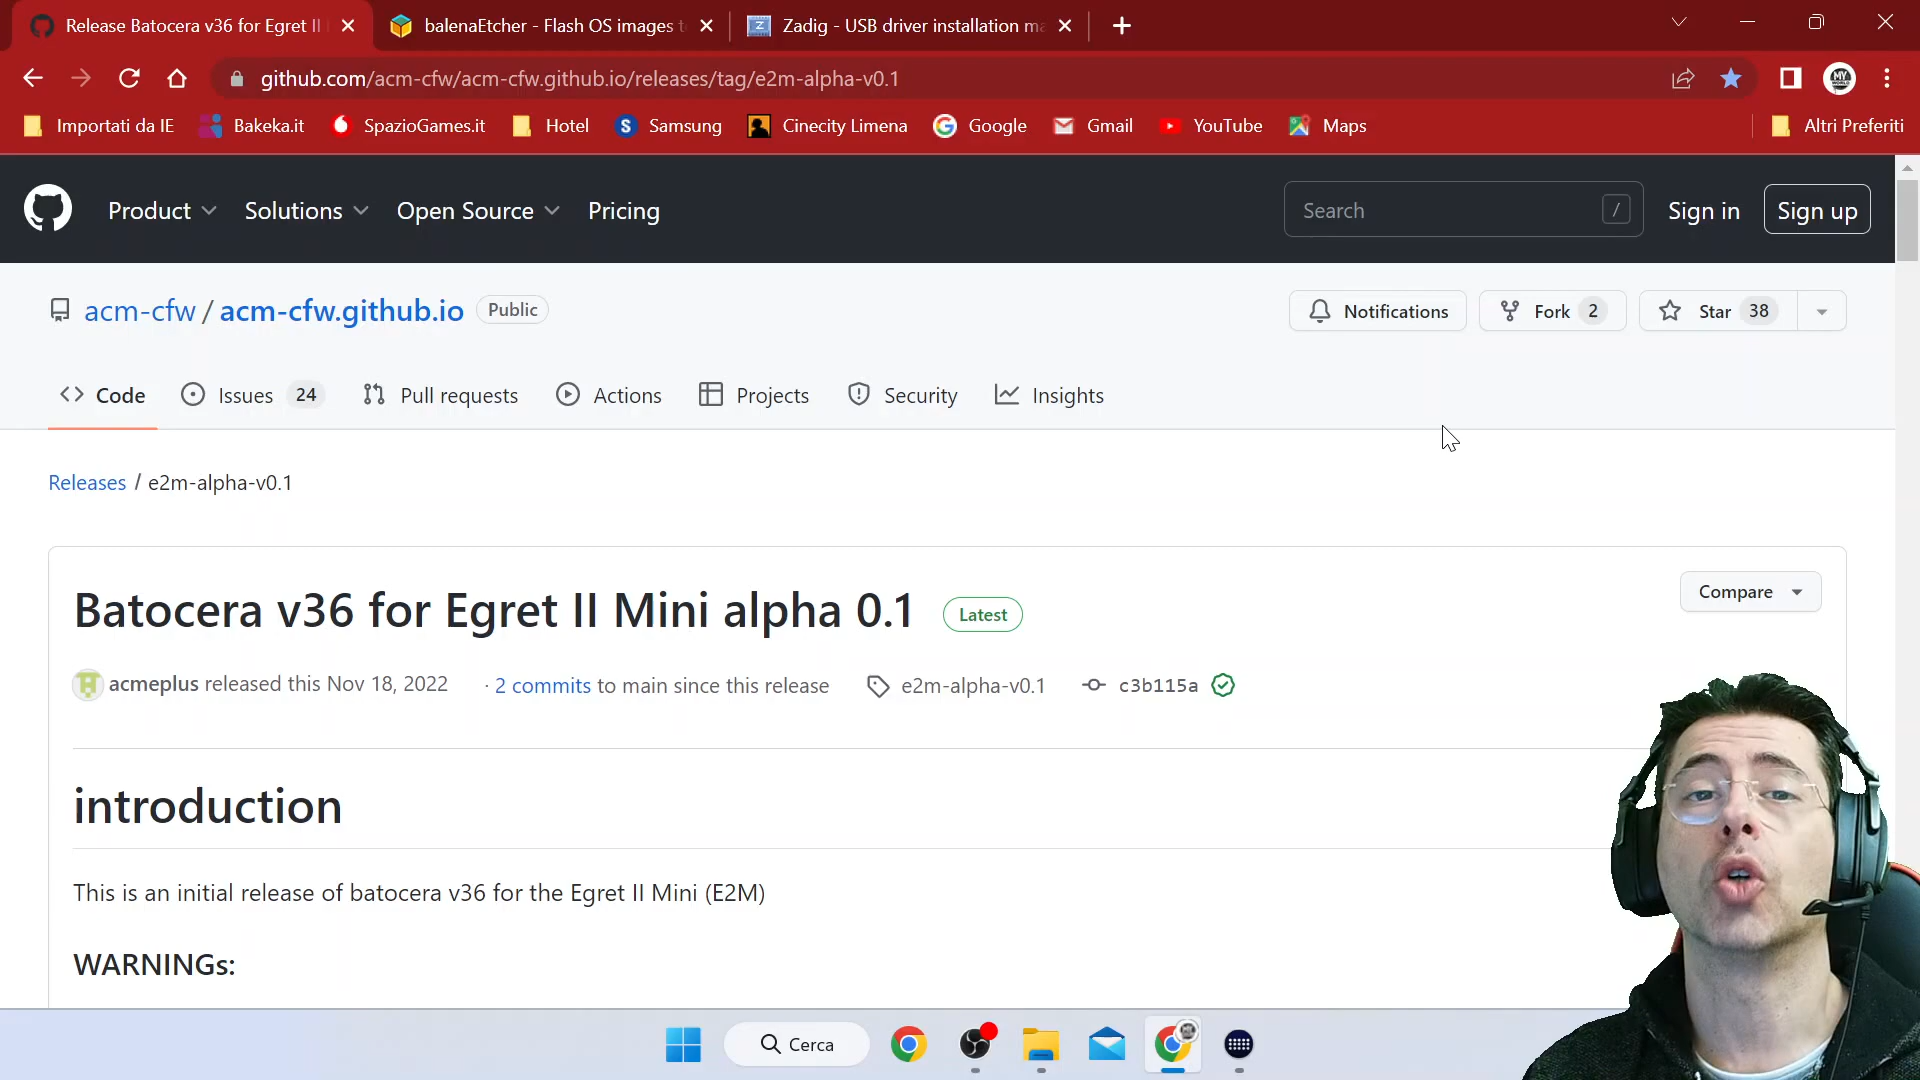 Release Batocera v36 for Egret II
balenaEtcher - Flash OS images t
Zadig - USB driver installation ma
github.com/acm-cfw/acm-cfw.github.io/releases/tag/e2m-alpha-v0.1
Importati da IE
Bakeka.it
SpazioGames.it
Hotel
Samsung
Cinecity Limena
Google
Gmail
YouTube
Maps
Altri Preferiti
Product
Solutions
Open Source
Pricing
Search /
Sign in
Sign up
acm-cfw / acm-cfw.github.io Public
Notifications
Fork 2
Star 38
Code
Issues 24
Pull requests
Actions
Projects
Security
Insights
Releases / e2m-alpha-v0.1
Batocera v36 for Egret II Mini alpha 0.1 Latest
Compare
acmeplus released this Nov 18, 2022 · 2 commits to main since this release e2m-alpha-v0.1 c3b115a
introduction
This is an initial release of batocera v36 for the Egret II Mini (E2M)
WARNINGs:
Cerca